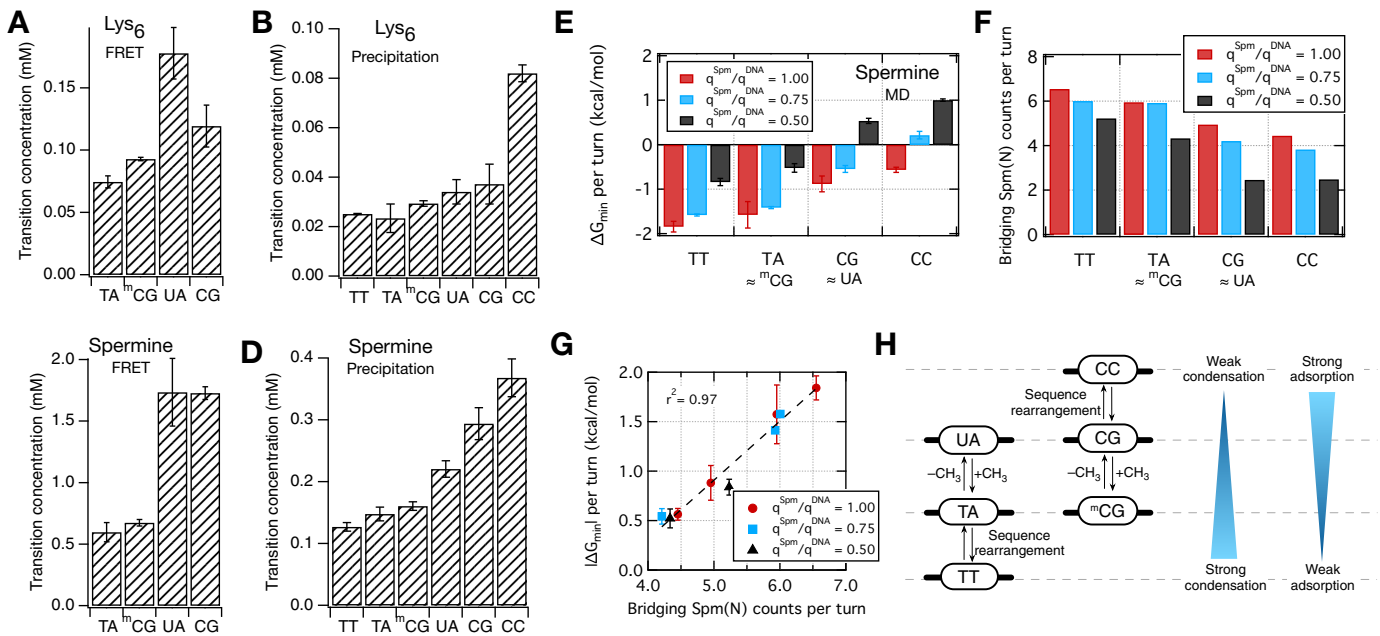 A
Lys6
FRET
Transition concentration (mM)
0.15
0.10
0.05
0.00
TA mCG UA CG
B
Lys6
Precipitation
Transition concentration (mM)
0.10
0.08
0.06
0.04
0.02
0.00
TT TA mCG UA CG CC
Spermine
FRET
Transition concentration (mM)
2.0
1.5
1.0
0.5
0.0
TA mCG UA CG
D
Spermine
Precipitation
Transition concentration (mM)
0.4
0.3
0.2
0.1
0.0
TT TA mCG UA CG CC
E
ΔGmin per turn (kcal/mol)
2
1
0
-1
-2
qSpm/qDNA = 1.00
qSpm/qDNA = 0.75
qSpm/qDNA = 0.50
Spermine
MD
TT TA CG CC
≈ mCG ≈ UA
F
Bridging Spm(N) counts per turn
8
6
4
2
0
qSpm/qDNA = 1.00
qSpm/qDNA = 0.75
qSpm/qDNA = 0.50
TT TA CG CC
≈ mCG ≈ UA
G
|ΔGmin| per turn (kcal/mol)
2.0
1.5
1.0
0.5
0.0
r2 = 0.97
qSpm/qDNA = 1.00
qSpm/qDNA = 0.75
qSpm/qDNA = 0.50
4.0 5.0 6.0 7.0
Bridging Spm(N) counts per turn
H
CC
Sequence
rearrangement
UA
CG
−CH3 +CH3
−CH3 +CH3
TA
mCG
Sequence
rearrangement
TT
Weak
condensation
Strong
condensation
Strong
adsorption
Weak
adsorption